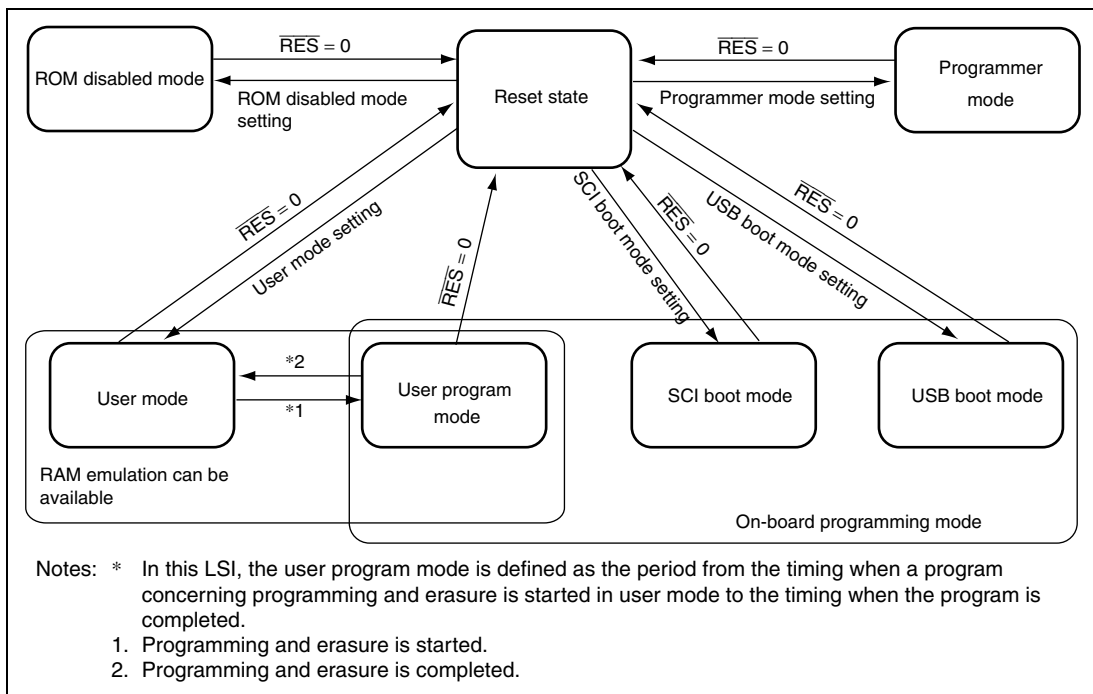 ROM disabled mode
RES = 0
ROM disabled mode
setting
Reset state
RES = 0
Programmer mode setting
Programmer
mode
RES = 0
User mode setting
RES = 0
SCI boot mode setting
RES = 0
USB boot mode setting
RES = 0
User mode
*2
*1
User program
mode
SCI boot mode
USB boot mode
RAM emulation can be
available
On-board programming mode
Notes: * In this LSI, the user program mode is defined as the period from the timing when a program
concerning programming and erasure is started in user mode to the timing when the program is
completed.
1. Programming and erasure is started.
2. Programming and erasure is completed.